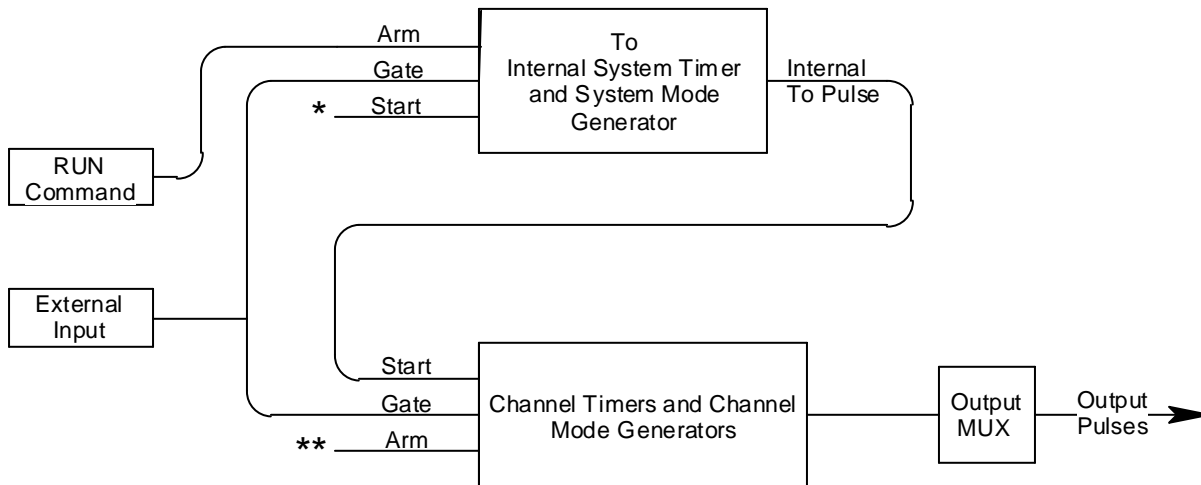 Arm
Gate
* Start
To
Internal System Timer
and System Mode
Generator
Internal
To Pulse
RUN
Command
External
Input
Start
Gate
** Arm
Channel Timers and Channel
Mode Generators
Output
MUX
Output
Pulses